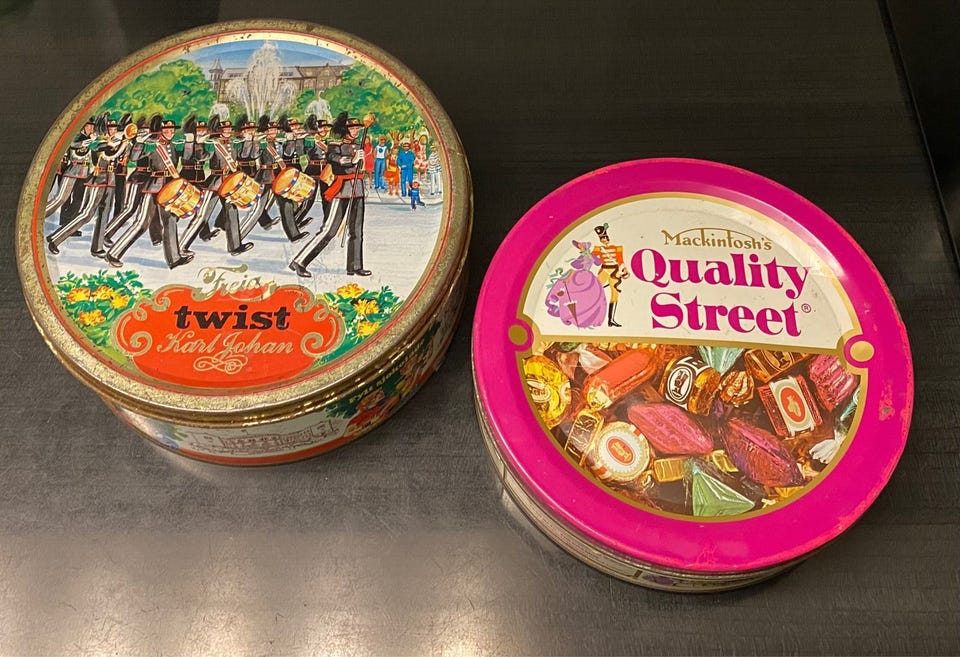 Freia
twist
Karl Johan
Mackintosh's
Quality
Street®